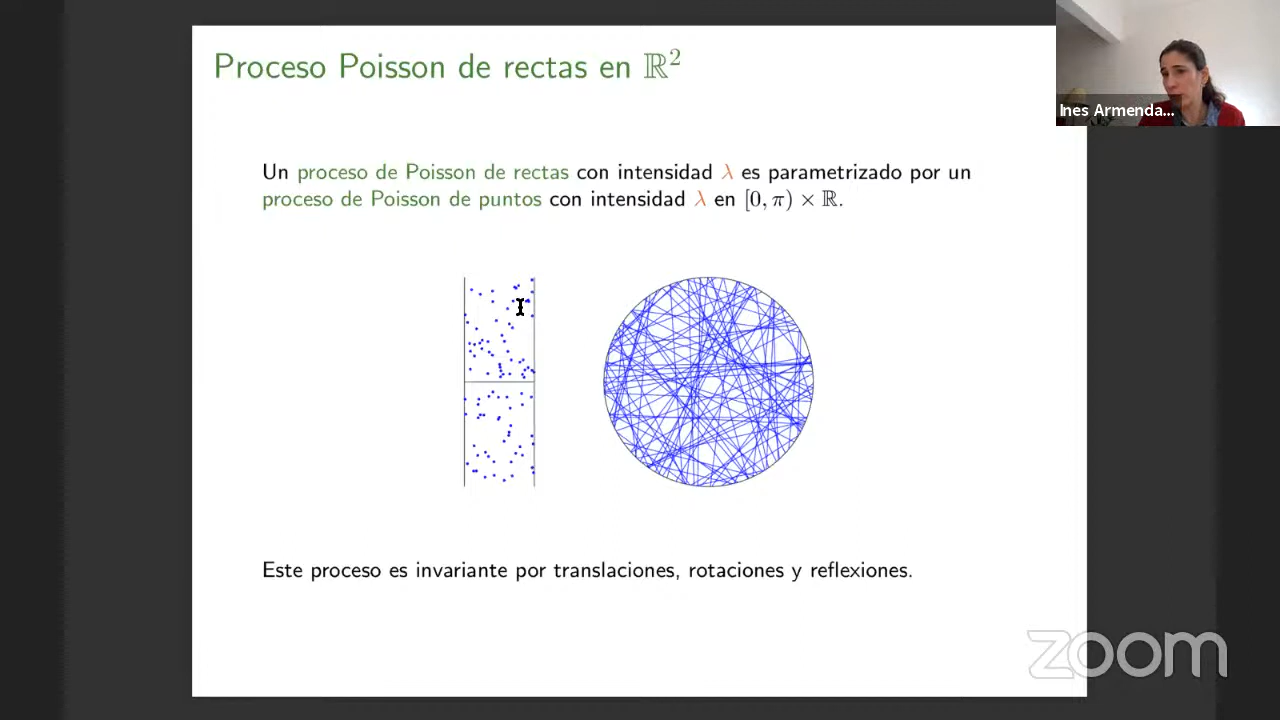 Proceso Poisson de rectas en ℝ²
Ines Armenda...
Un proceso de Poisson de rectas con intensidad λ es parametrizado por un
proceso de Poisson de puntos con intensidad λ en [0, π) × ℝ.
Este proceso es invariante por translaciones, rotaciones y reflexiones.
zoom